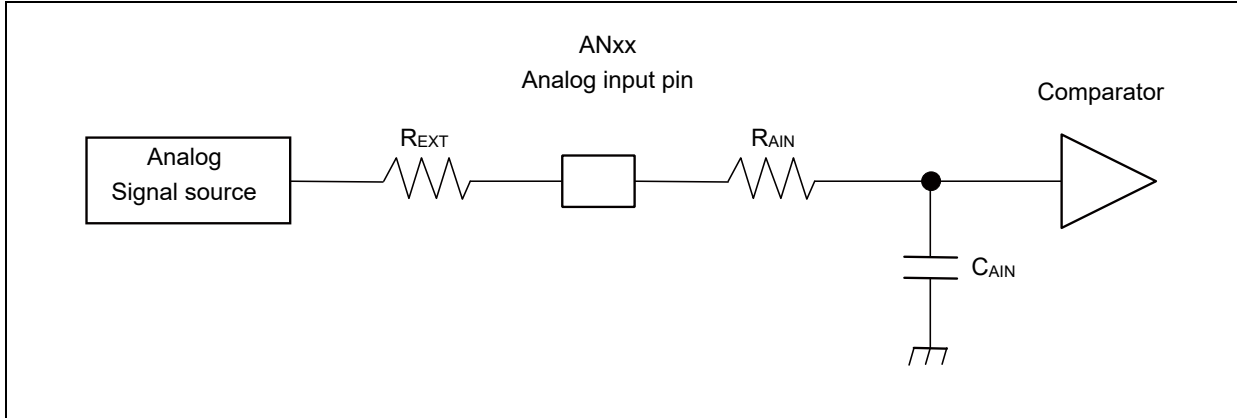 ANxx
Analog input pin
Comparator
Analog
Signal source
REXT
RAIN
CAIN